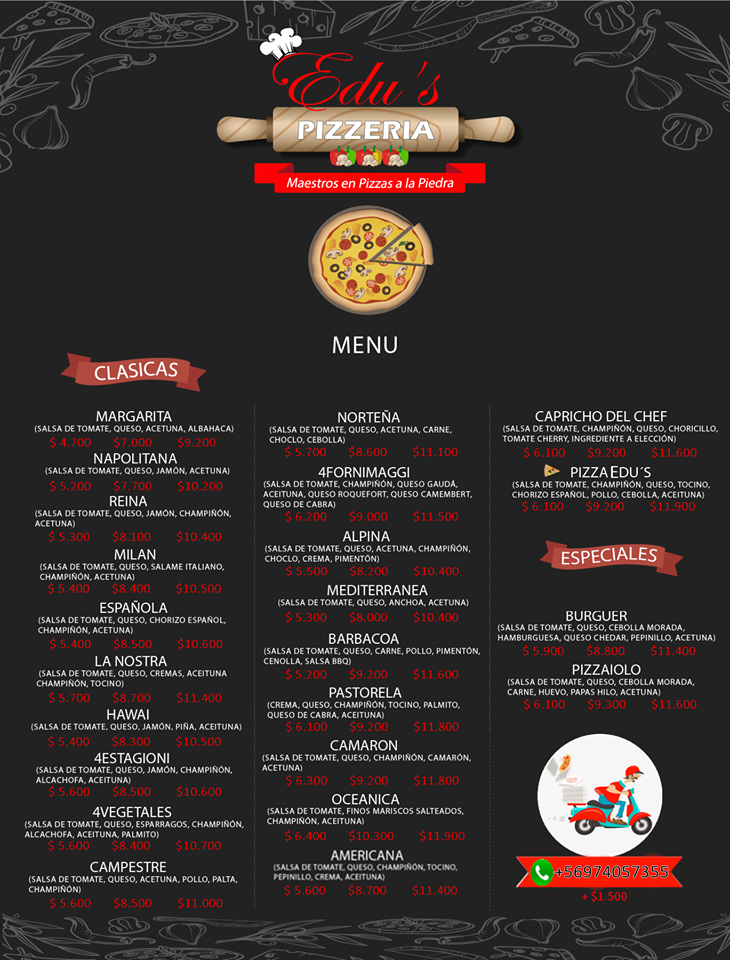 Edu's
PIZZERIA
Maestros en Pizzas a la Piedra
MENU
CLASICAS
MARGARITA
(SALSA DE TOMATE, QUESO, ACETUNA, ALBAHACA)
$ 4.700 $7.000 $9.200
NAPOLITANA
(SALSA DE TOMATE, QUESO, JAMÓN, ACETUNA)
$ 5.200 $7.700 $10.200
REINA
(SALSA DE TOMATE, QUESO, JAMÓN, CHAMPIÑÓN,
ACETUNA)
$ 5.300 $8.100 $10.400
MILAN
(SALSA DE TOMATE, QUESO, SALAME ITALIANO,
CHAMPIÑÓN, ACETUNA)
$ 5.400 $8.400 $10.500
ESPAÑOLA
(SALSA DE TOMATE, QUESO, CHORIZO ESPAÑOL,
CHAMPIÑÓN, ACETUNA)
$ 5.400 $8.500 $10.600
LA NOSTRA
(SALSA DE TOMATE, QUESO, CREMAS, ACEITUNA
CHAMPIÑÓN, TOCINO)
$ 5.700 $8.700 $11.400
HAWAI
(SALSA DE TOMATE, QUESO, JAMÓN, PIÑA, ACEITUNA)
$ 5.400 $8.300 $10.500
4ESTAGIONI
(SALSA DE TOMATE, QUESO, JAMÓN, CHAMPIÑÓN,
ALCACHOFA, ACEITUNA)
$ 5.600 $8.500 $10.600
4VEGETALES
(SALSA DE TOMATE, QUESO, ESPARRAGOS, CHAMPIÑÓN,
ALCACHOFA, ACEITUNA, PALMITO)
$ 5.600 $8.400 $10.700
CAMPESTRE
(SALSA DE TOMATE, QUESO, ACETUNA, POLLO, PALTA,
CHAMPIÑÓN)
$ 5.600 $8.500 $11.000
NORTEÑA
(SALSA DE TOMATE, QUESO, ACETUNA, CARNE,
CHOCLO, CEBOLLA)
$ 5.700 $8.600 $11.100
4FORNIMAGGI
(SALSA DE TOMATE, CHAMPIÑÓN, QUESO GAUDÁ,
ACEITUNA, QUESO ROQUEFORT, QUESO CAMEMBERT,
QUESO DE CABRA)
$ 6.200 $9.000 $11.500
ALPINA
(SALSA DE TOMATE, QUESO, ACETUNA, CHAMPIÑÓN,
CHOCLO, CREMA, PIMENTÓN)
$ 5.500 $8.200 $10.400
MEDITERRANEA
(SALSA DE TOMATE, QUESO, ANCHOA, ACETUNA)
$ 5.300 $8.000 $10.400
BARBACOA
(SALSA DE TOMATE, QUESO, CARNE, POLLO, PIMENTÓN,
CENOLLA, SALSA BBQ)
$ 5.200 $9.200 $11.600
PASTORELA
(CREMA, QUESO, CHAMPIÑÓN, TOCINO, PALMITO,
QUESO DE CABRA, ACEITUNA)
$ 6.100 $9.200 $11.800
CAMARON
(SALSA DE TOMATE, QUESO, CHAMPIÑÓN, CAMARÓN,
ACETUNA)
$ 6.300 $9.200 $11.800
OCEANICA
(SALSA DE TOMATE, FINOS MARISCOS SALTEADOS,
CHAMPIÑÓN, ACEITUNA)
$ 6.400 $10.300 $11.900
AMERICANA
(SALSA DE TOMATE, QUESO, CHAMPIÑÓN, TOCINO,
PEPINILLO, CREMA, ACEITUNA)
$ 5.600 $8.700 $11.400
CAPRICHO DEL CHEF
(SALSA DE TOMATE, CHAMPIÑÓN, QUESO, CHORICILLO,
TOMATE CHERRY, INGREDIENTE A ELECCIÓN)
$ 6.100 $9.200 $11.600
PIZZA EDU´S
(SALSA DE TOMATE, CHAMPIÑÓN, QUESO, TOCINO,
CHORIZO ESPAÑOL, POLLO, CEBOLLA, ACEITUNA)
$ 6.100 $9.200 $11.900
ESPECIALES
BURGUER
(SALSA DE TOMATE, QUESO, CEBOLLA MORADA,
HAMBURGUESA, QUESO CHEDAR, PEPINILLO, ACETUNA)
$ 5.900 $8.800 $11.400
PIZZAIOLO
(SALSA DE TOMATE, QUESO, CEBOLLA MORADA,
CARNE, HUEVO, PAPAS HILO, ACETUNA)
$ 6.100 $9.300 $11.600
+56974057355
+ $1.500